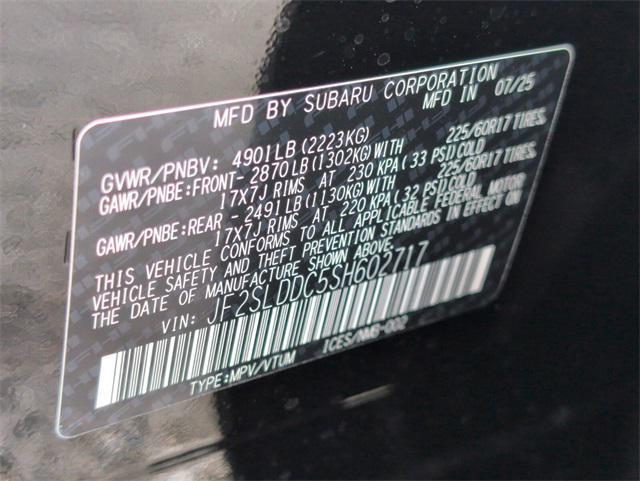 MFD BY SUBARU CORPORATION
MFD IN 07/25
GVWR/PNBV: 4901LB(2223KG)
GAWR/PNBE:FRONT- 2870LB(1302KG)WITH 225/60R17 TIRES,
17X7J RIMS AT 230 KPA(33 PSI)COLD
GAWR/PNBE:REAR - 2491LB(1130KG)WITH 225/60R17 TIRES,
17X7J RIMS AT 220 KPA(32 PSI)COLD
THIS VEHICLE CONFORMS TO ALL APPLICABLE FEDERAL MOTOR
VEHICLE SAFETY AND THEFT PREVENTION STANDARDS IN EFFECT ON
THE DATE OF MANUFACTURE SHOWN ABOVE.
VIN: JF2SLDDC5SH602717
TYPE:MPV/VTUM ICES/NMB-002